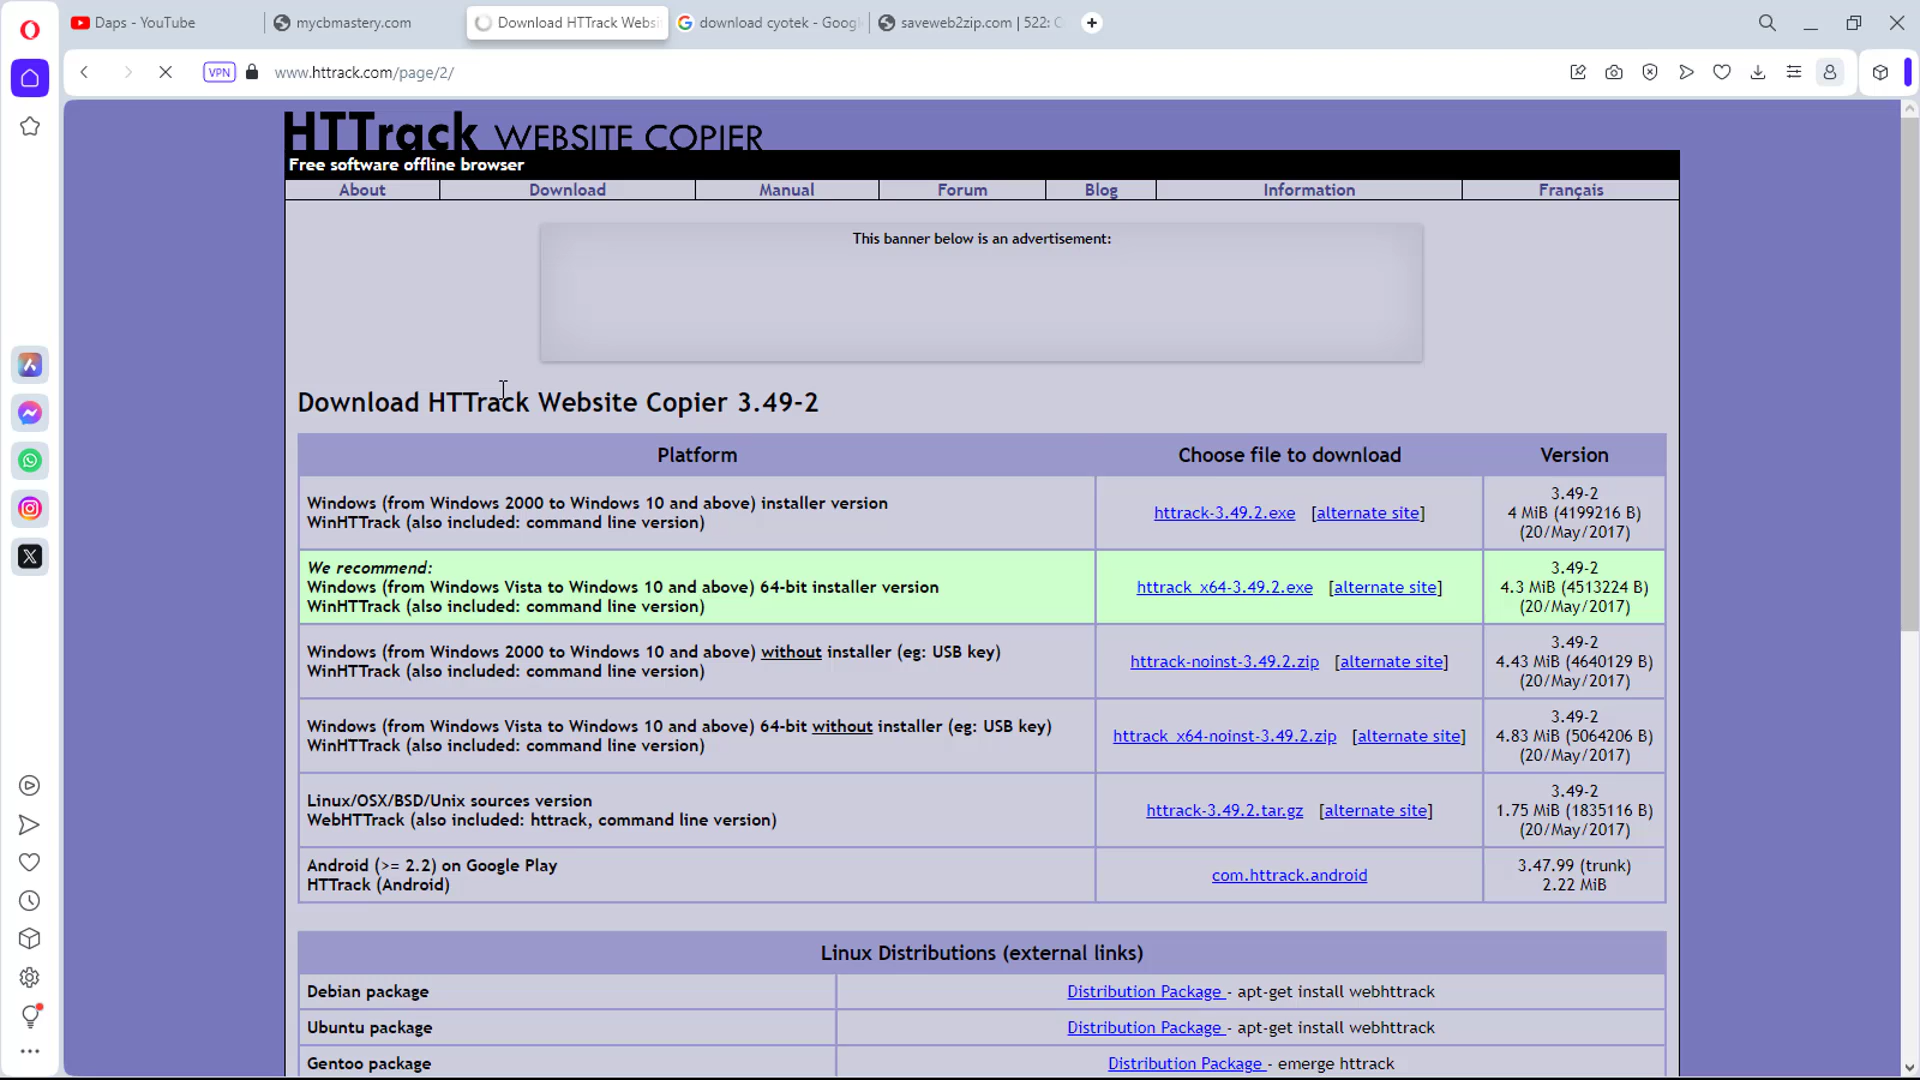 Daps - YouTube
mycbmastery.com
Download HTTrack Websi
download cyotek - Goog
saveweb2zip.com | 522:
VPN
www.httrack.com/page/2/
HTTrack WEBSITE COPIER
Free software offline browser
About
Download
Manual
Forum
Blog
Information
Français
This banner below is an advertisement:
Download HTTrack Website Copier 3.49-2
Platform
Choose file to download
Version
Windows (from Windows 2000 to Windows 10 and above) installer version
WinHTTrack (also included: command line version)
httrack-3.49.2.exe [alternate site]
3.49-2
4 MiB (4199216 B)
(20/May/2017)
We recommend:
Windows (from Windows Vista to Windows 10 and above) 64-bit installer version
WinHTTrack (also included: command line version)
httrack_x64-3.49.2.exe [alternate site]
3.49-2
4.3 MiB (4513224 B)
(20/May/2017)
Windows (from Windows 2000 to Windows 10 and above) without installer (eg: USB key)
WinHTTrack (also included: command line version)
httrack-noinst-3.49.2.zip [alternate site]
3.49-2
4.43 MiB (4640129 B)
(20/May/2017)
Windows (from Windows Vista to Windows 10 and above) 64-bit without installer (eg: USB key)
WinHTTrack (also included: command line version)
httrack_x64-noinst-3.49.2.zip [alternate site]
3.49-2
4.83 MiB (5064206 B)
(20/May/2017)
Linux/OSX/BSD/Unix sources version
WebHTTrack (also included: httrack, command line version)
httrack-3.49.2.tar.gz [alternate site]
3.49-2
1.75 MiB (1835116 B)
(20/May/2017)
Android (>= 2.2) on Google Play
HTTrack (Android)
com.httrack.android
3.47.99 (trunk)
2.22 MiB
Linux Distributions (external links)
Debian package
Distribution Package - apt-get install webhttrack
Ubuntu package
Distribution Package - apt-get install webhttrack
Gentoo package
Distribution Package - emerge httrack